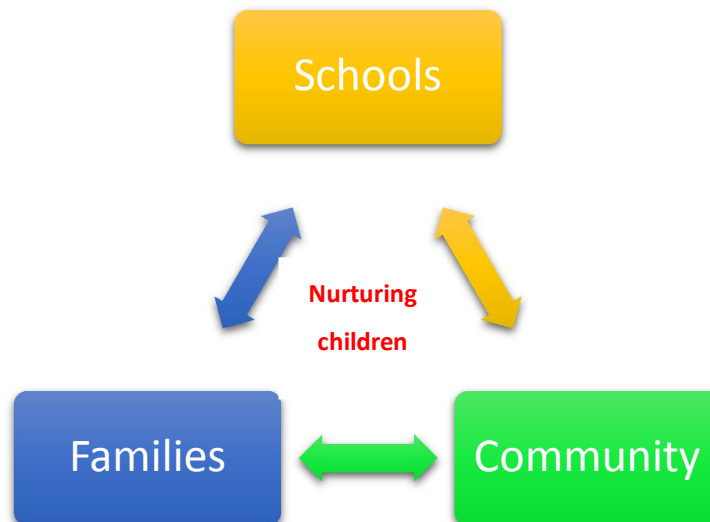 Schools
Nurturing
children
Families
Community